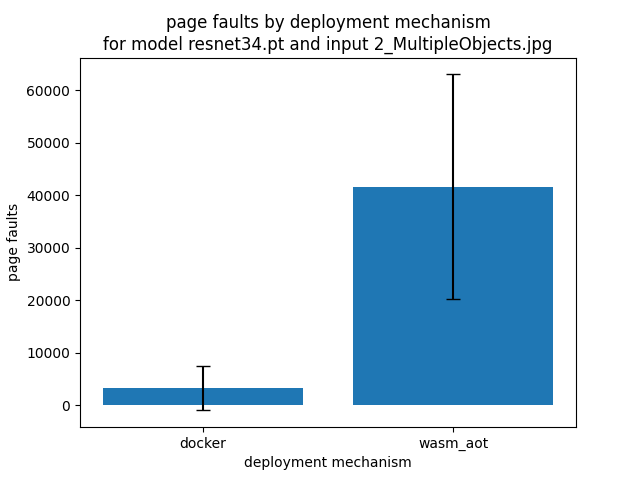 page faults by deployment mechanism
for model resnet34.pt and input 2_MultipleObjects.jpg
60000
50000
40000
30000
20000
10000
0
page faults
docker
wasm_aot
deployment mechanism